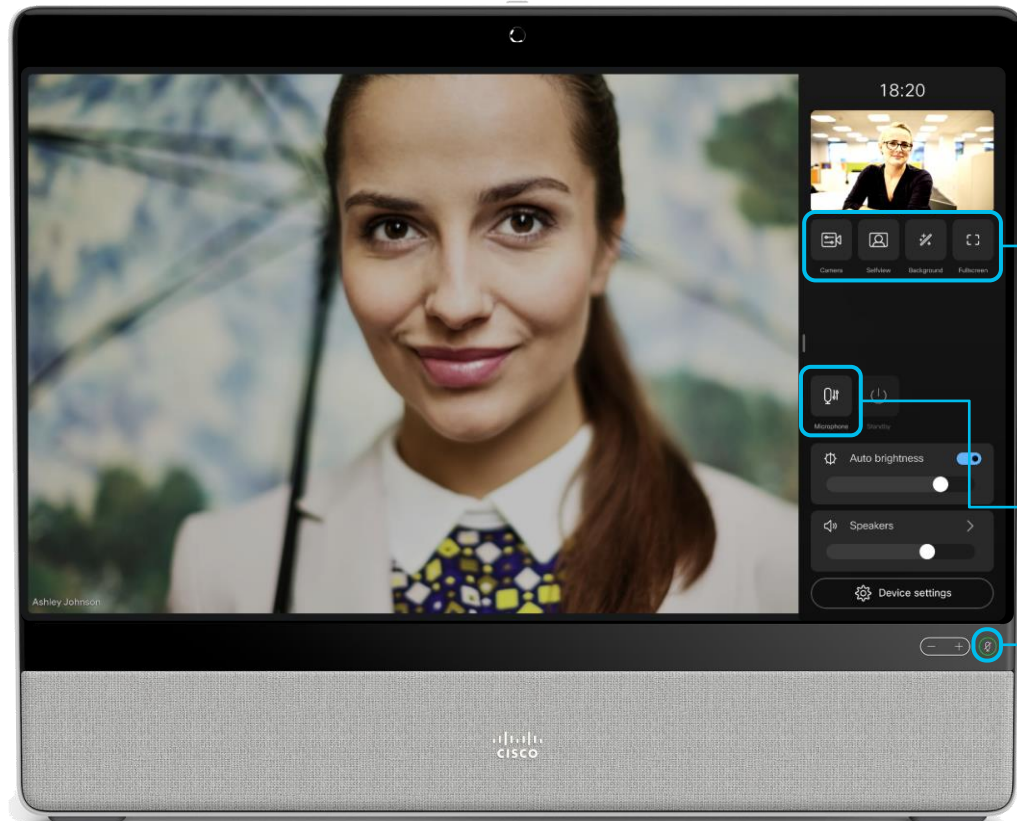 18:20
Camera Selfview Background Fullscreen
Microphone Standby
Auto brightness
Speakers
Device settings
Ashley Johnson
- +
CISCO